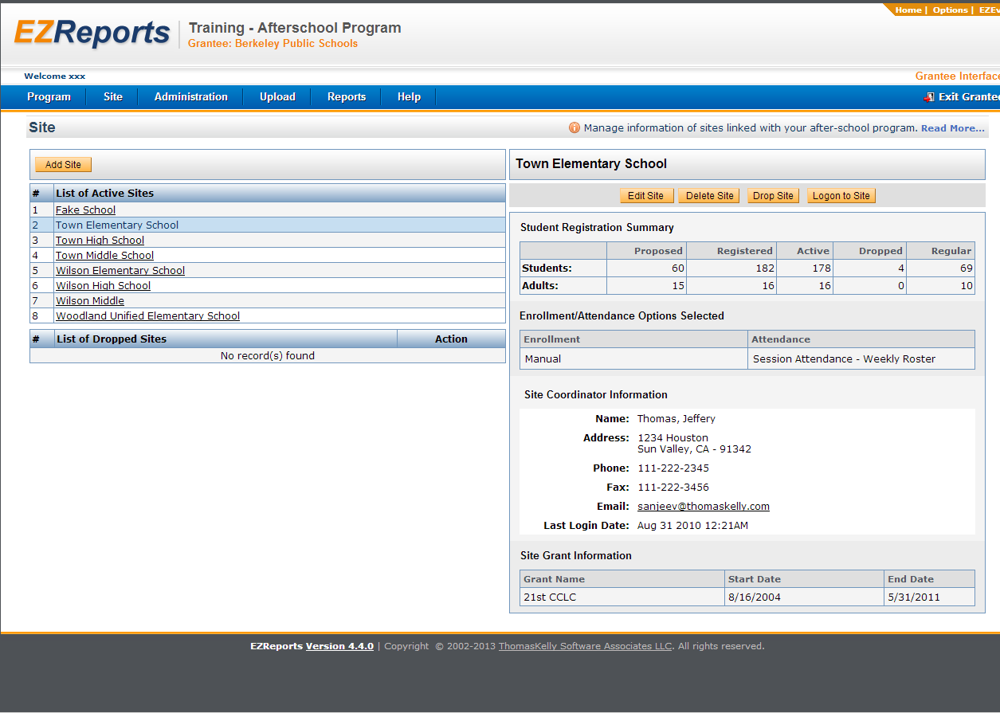 Home | Options | EZEv
EZReports
Training - Afterschool Program
Grantee: Berkeley Public Schools
Welcome xxx
Grantee Interface
Program Site Administration Upload Reports Help Exit Grantee
Site
Manage information of sites linked with your after-school program. Read More...
Add Site
# List of Active Sites
1 Fake School
2 Town Elementary School
3 Town High School
4 Town Middle School
5 Wilson Elementary School
6 Wilson High School
7 Wilson Middle
8 Woodland Unified Elementary School
# List of Dropped Sites Action
No record(s) found
Town Elementary School
Edit Site Delete Site Drop Site Logon to Site
Student Registration Summary
Proposed Registered Active Dropped Regular
Students: 60 182 178 4 69
Adults: 15 16 16 0 10
Enrollment/Attendance Options Selected
Enrollment Attendance
Manual Session Attendance - Weekly Roster
Site Coordinator Information
Name: Thomas, Jeffery
Address: 1234 Houston
Sun Valley, CA - 91342
Phone: 111-222-2345
Fax: 111-222-3456
Email: sanjeev@thomaskelly.com
Last Login Date: Aug 31 2010 12:21AM
Site Grant Information
Grant Name Start Date End Date
21st CCLC 8/16/2004 5/31/2011
EZReports Version 4.4.0 | Copyright © 2002-2013 ThomasKelly Software Associates LLC. All rights reserved.